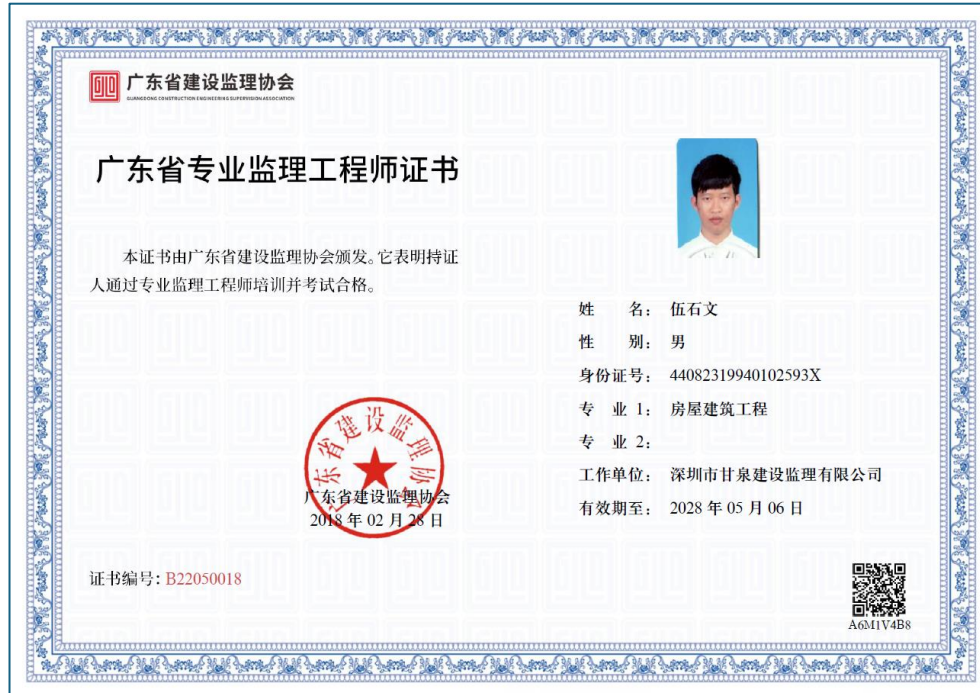 广东省建设监理协会
GUANGDONG CONSTRUCTION ENGINEERING SUPERVISION ASSOCIATION
广东省专业监理工程师证书
本证书由广东省建设监理协会颁发。它表明持证
人通过专业监理工程师培训并考试合格。
姓 名： 伍石文
性 别： 男
身份证号： 44082319940102593X
专 业 1： 房屋建筑工程
专 业 2：
工作单位： 深圳市甘泉建设监理有限公司
有效期至： 2028 年 05 月 06 日
广东省建设监理协会
广东省建设监理协会
2018 年 02 月 28 日
证书编号：B22050018
A6M1V4B8